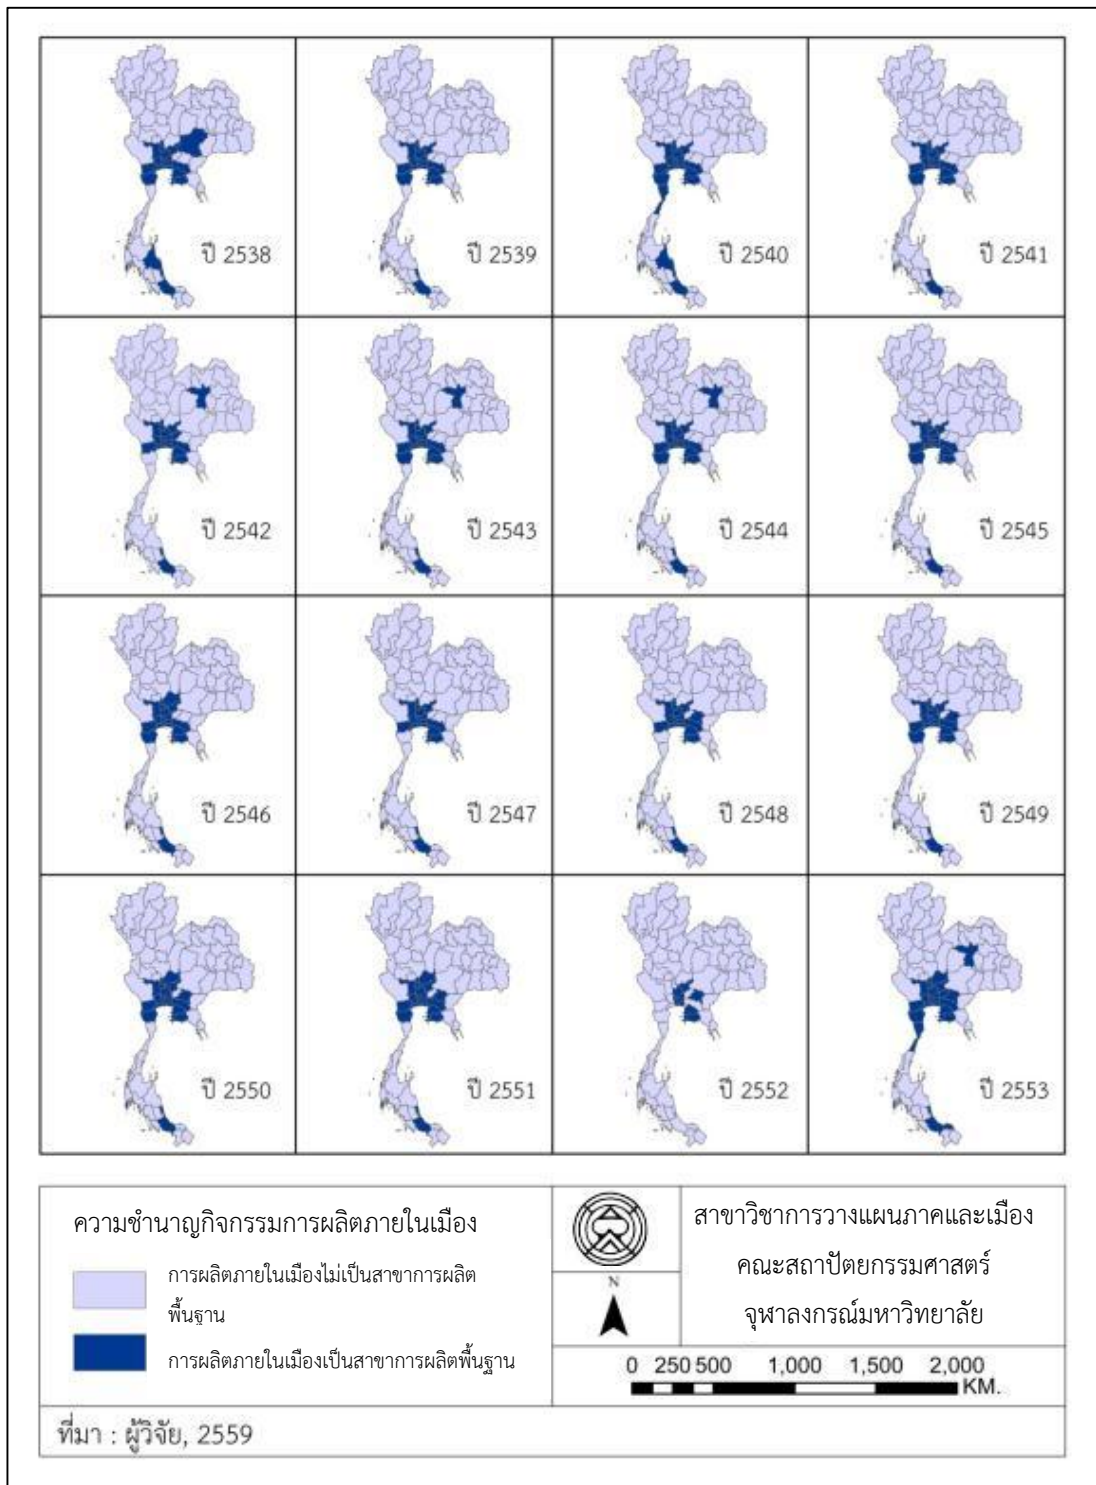 ปี 2538
ปี 2539
ปี 2540
ปี 2541
ปี 2542
ปี 2543
ปี 2544
ปี 2545
ปี 2546
ปี 2547
ปี 2548
ปี 2549
ปี 2550
ปี 2551
ปี 2552
ปี 2553
ความชำนาญกิจกรรมการผลิตภายในเมือง
การผลิตภายในเมืองไม่เป็นสาขาการผลิต
พื้นฐาน
การผลิตภายในเมืองเป็นสาขาการผลิตพื้นฐาน
N
สาขาวิชาการวางแผนภาคและเมือง
คณะสถาปัตยกรรมศาสตร์
จุฬาลงกรณ์มหาวิทยาลัย
0 250 500 1,000 1,500 2,000
KM.
ที่มา : ผู้วิจัย, 2559